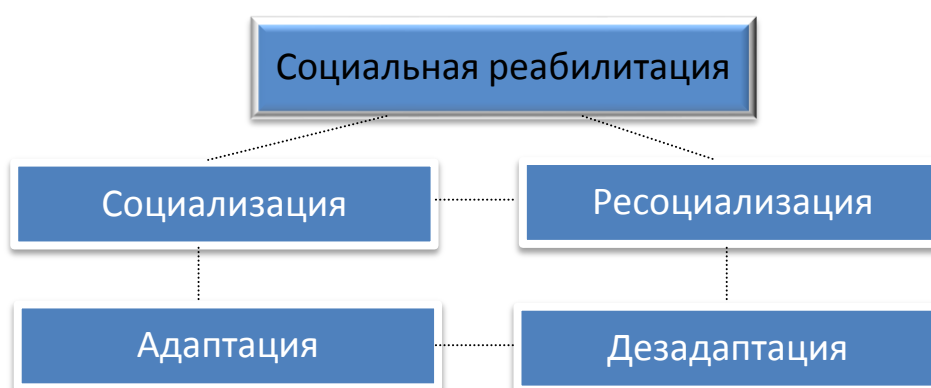 Социальная реабилитация
Социализация
Ресоциализация
Адаптация
Дезадаптация